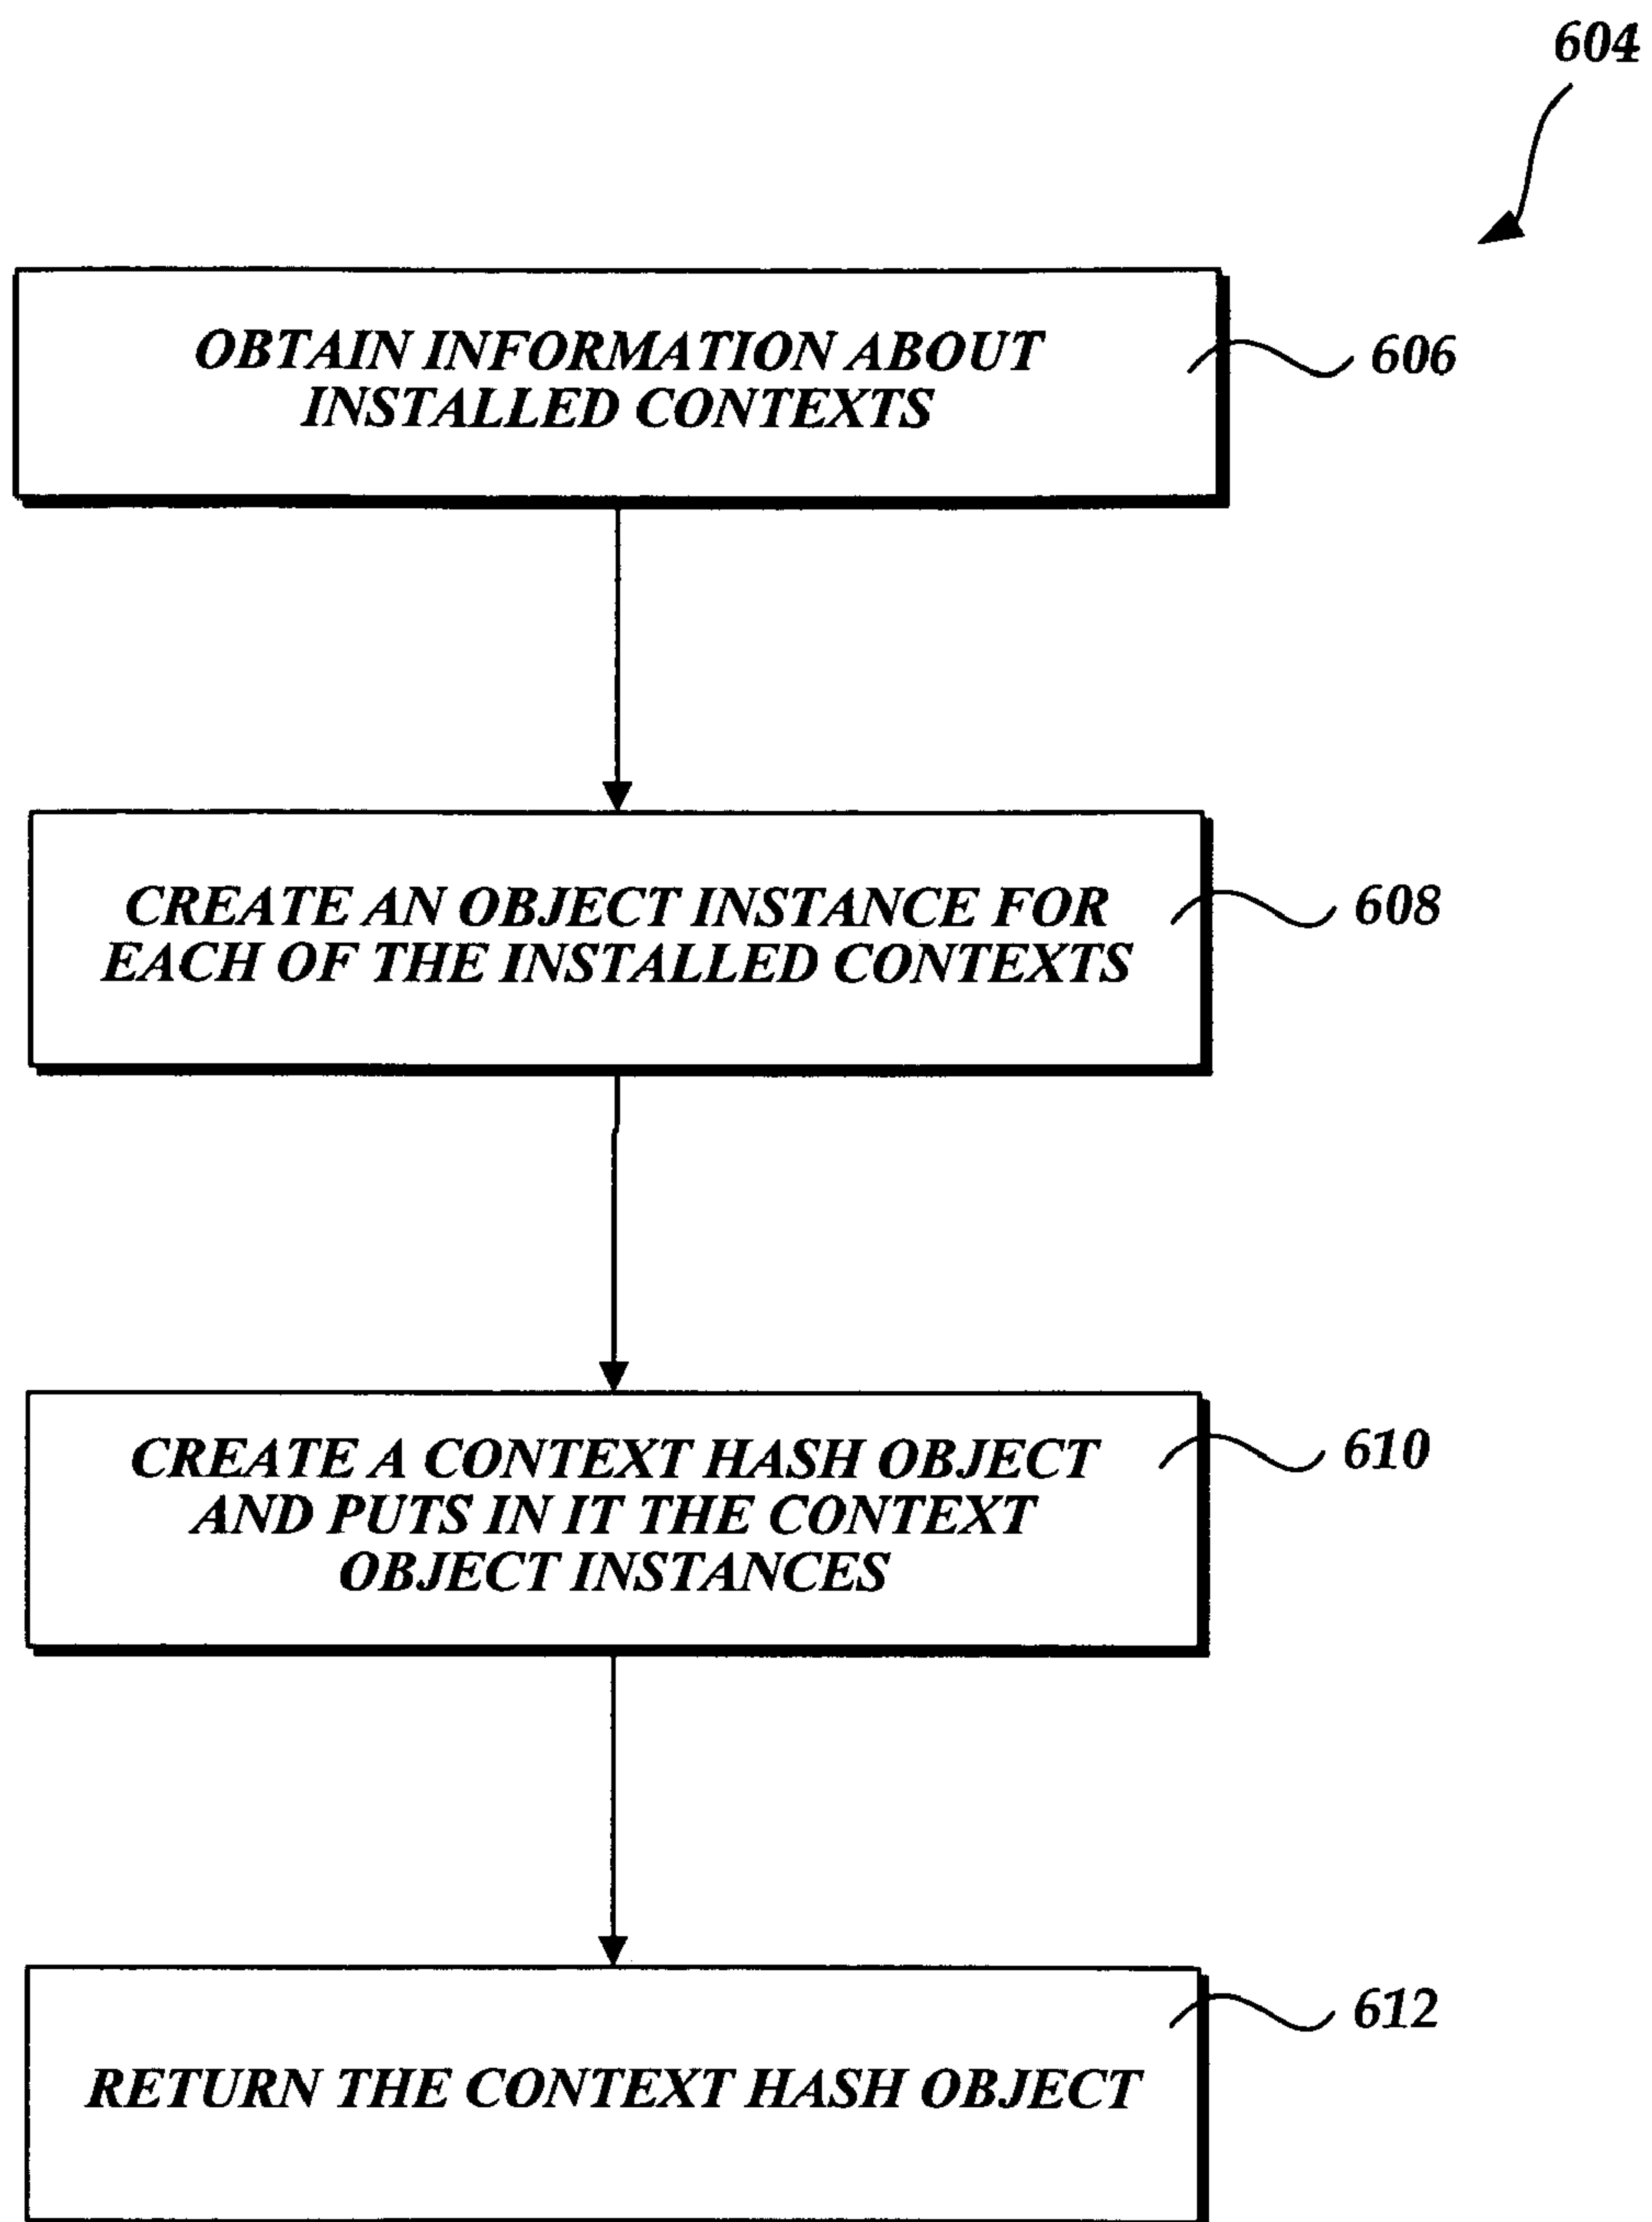 604
OBTAIN INFORMATION ABOUT
INSTALLED CONTEXTS
606
CREATE AN OBJECT INSTANCE FOR
EACH OF THE INSTALLED CONTEXTS
608
CREATE A CONTEXT HASH OBJECT
AND PUTS IN IT THE CONTEXT
OBJECT INSTANCES
610
RETURN THE CONTEXT HASH OBJECT
612